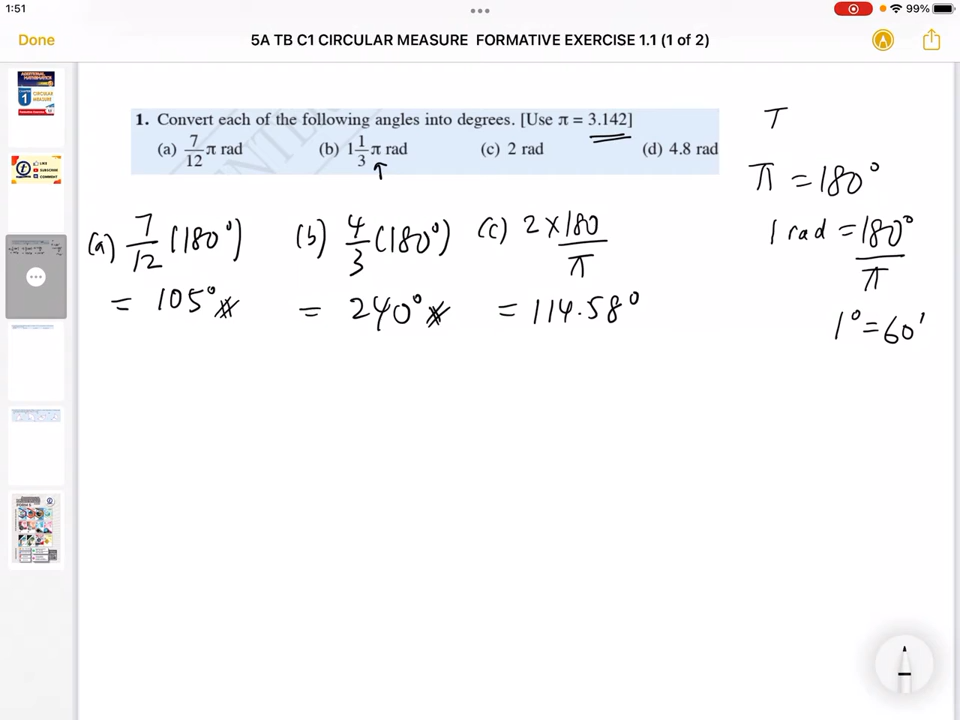 1:51
99%
Done
5A TB C1 CIRCULAR MEASURE FORMATIVE EXERCISE 1.1 (1 of 2)
1. Convert each of the following angles into degrees. [Use π = 3.142]
(a) 7/12 π rad (b) 1 1/3 π rad (c) 2 rad (d) 4.8 rad
π = 180°
1 rad = 180°/π
1° = 60'
(a) 7/12 (180°)
= 105°
(b) 4/3 (180°)
= 240°
(c) 2 × 180/π
= 114.58°